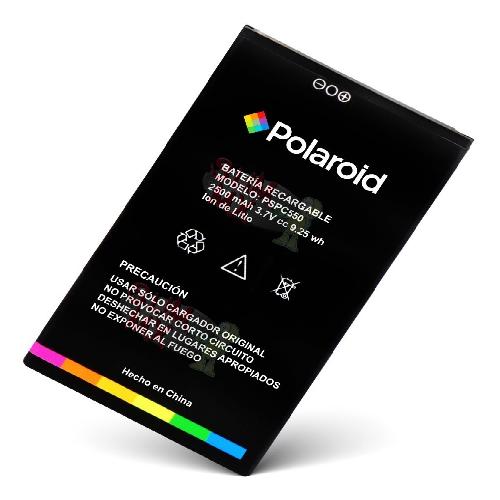 Polaroid
BATERÍA RECARGABLE
MODELO: PSPC550
2500 mAh 3.7V cc 9.25 wh
Ion de Litio
PRECAUCIÓN
USAR SÓLO CARGADOR ORIGINAL
NO PROVOCAR CORTO CIRCUITO
DESHECHAR EN LUGARES APROPIADOS
NO EXPONER AL FUEGO
Hecho en China